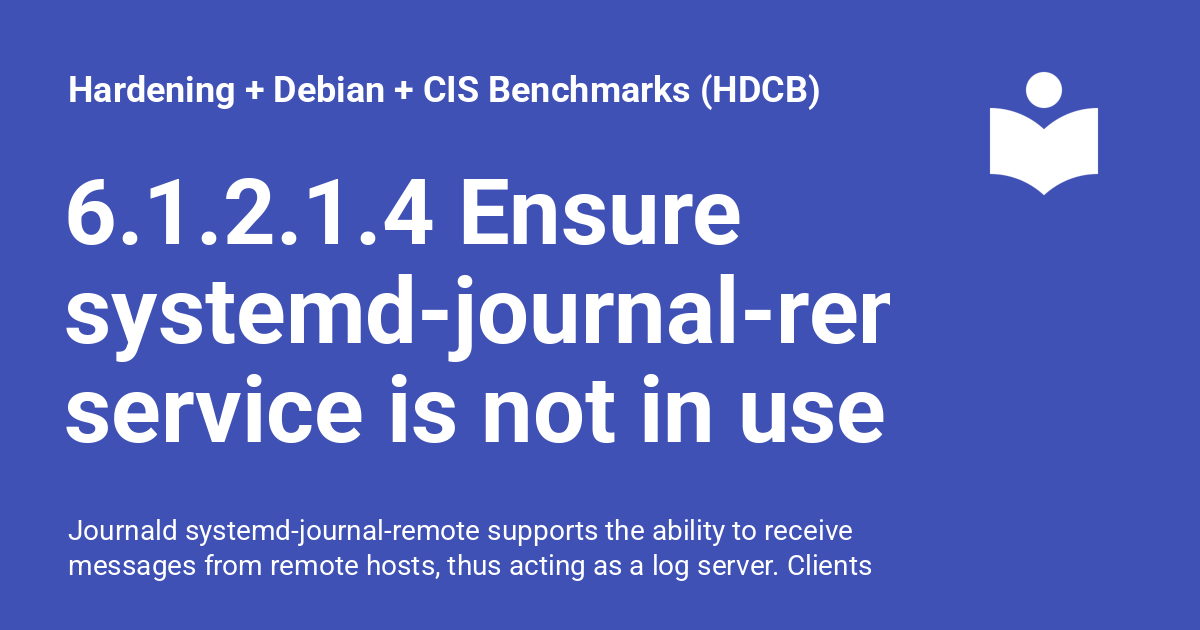 Hardening + Debian + CIS Benchmarks (HDCB)
6.1.2.1.4 Ensure
systemd-journal-rer
service is not in use
Journald systemd-journal-remote supports the ability to receive
messages from remote hosts, thus acting as a log server. Clients